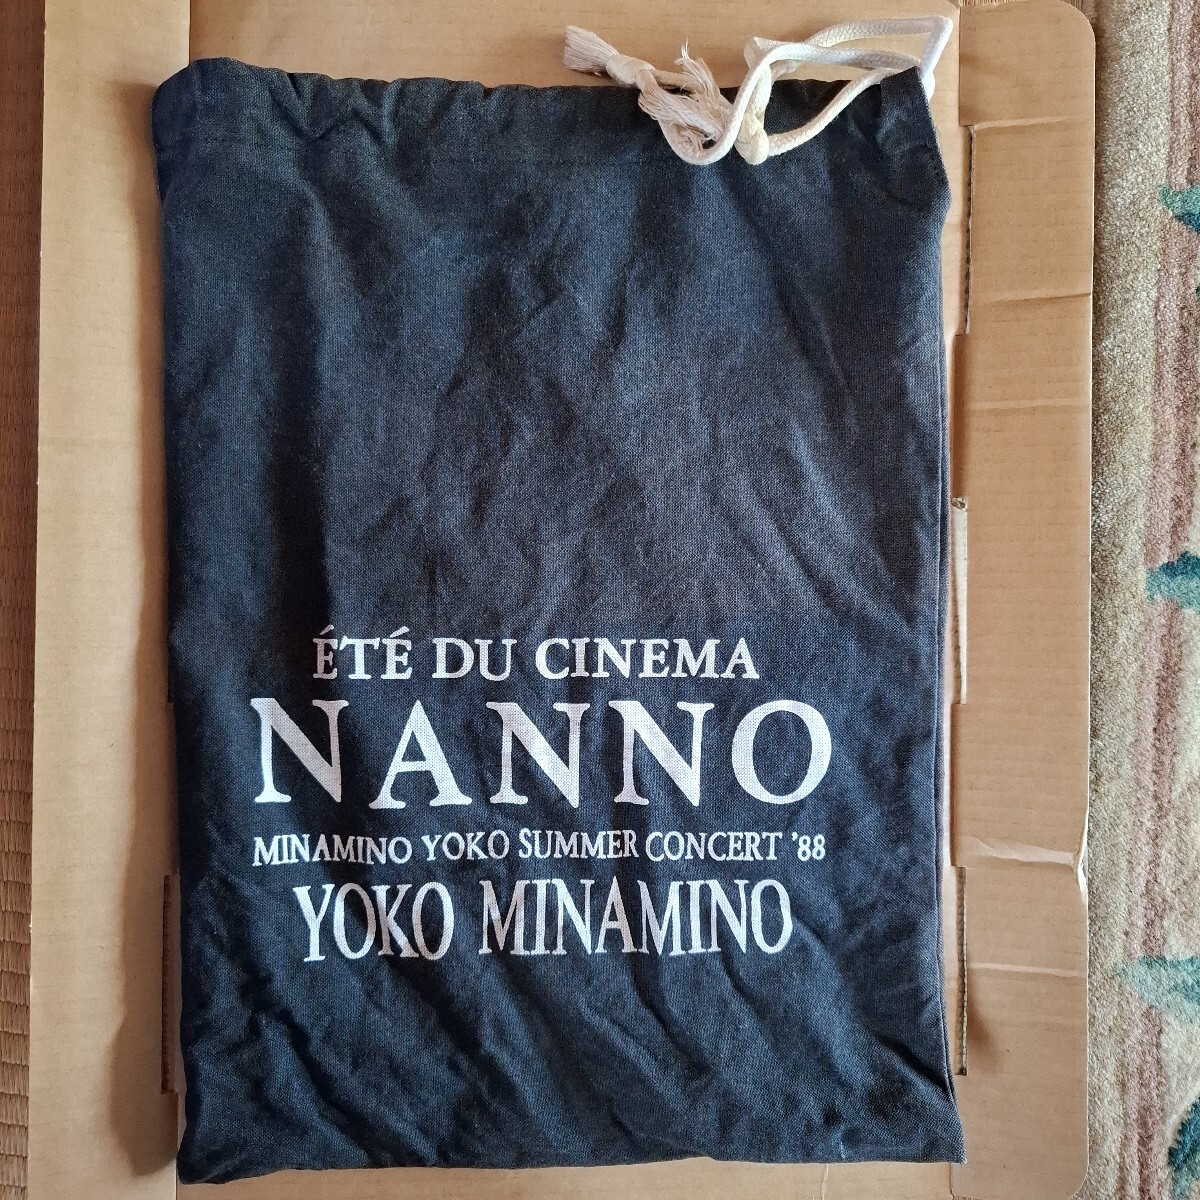 ÉTÉ DU CINEMA
NANNO
MINAMINO YOKO SUMMER CONCERT '88
YOKO MINAMINO